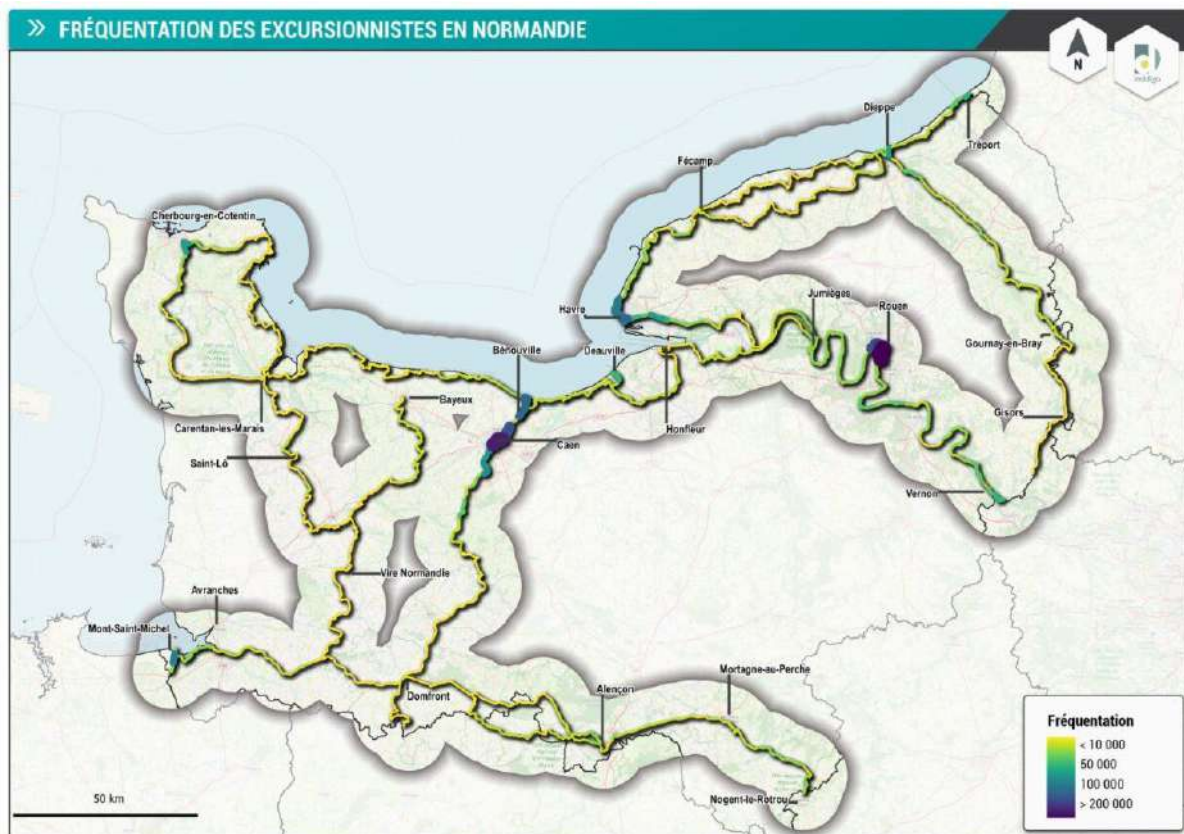 » FRÉQUENTATION DES EXCURSIONNISTES EN NORMANDIE
N
inddigo
Dieppe
Tréport
Fécamp
Cherbourg-en-Cotentin
Jumièges
Rouen
Havre
Bénouville
Deauville
Gournay-en-Bray
Bayeux
Gisors
Carentan-les-Marais
Honfleur
Caen
Saint-Lô
Vernon
Vire Normandie
Avranches
Mont-Saint-Michel
Mortagne-au-Perche
Alençon
Domfront
Nogent-le-Rotrou
50 km
Fréquentation
< 10 000
50 000
100 000
> 200 000